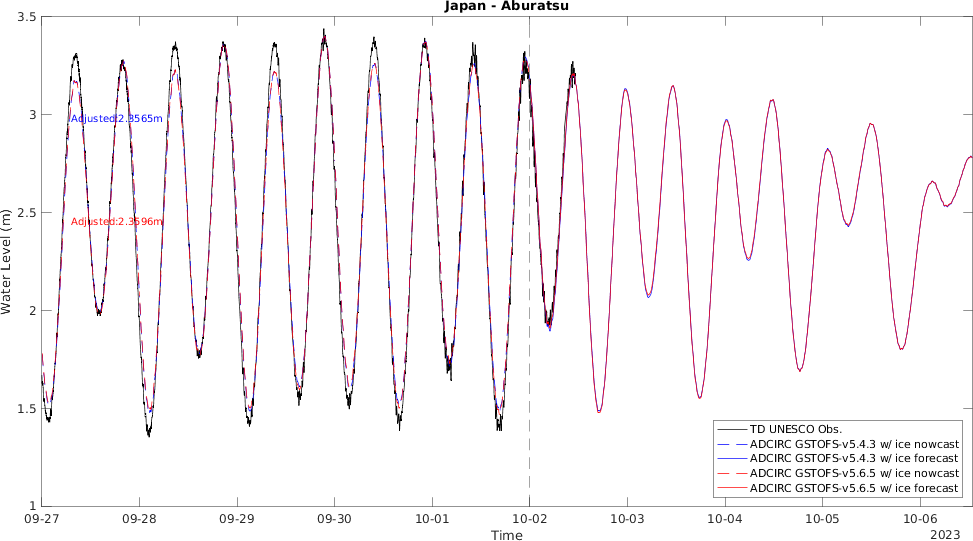 Japan - Aburatsu
3.5
3
2.5
2
1.5
1
Water Level (m)
Adjusted:2.3565m
Adjusted:2.3596m
TD UNESCO Obs.
ADCIRC GSTOFS-v5.4.3 w/ ice nowcast
ADCIRC GSTOFS-v5.4.3 w/ ice forecast
ADCIRC GSTOFS-v5.6.5 w/ ice nowcast
ADCIRC GSTOFS-v5.6.5 w/ ice forecast
09-27 09-28 09-29 09-30 10-01 10-02 10-03 10-04 10-05 10-06
Time
2023